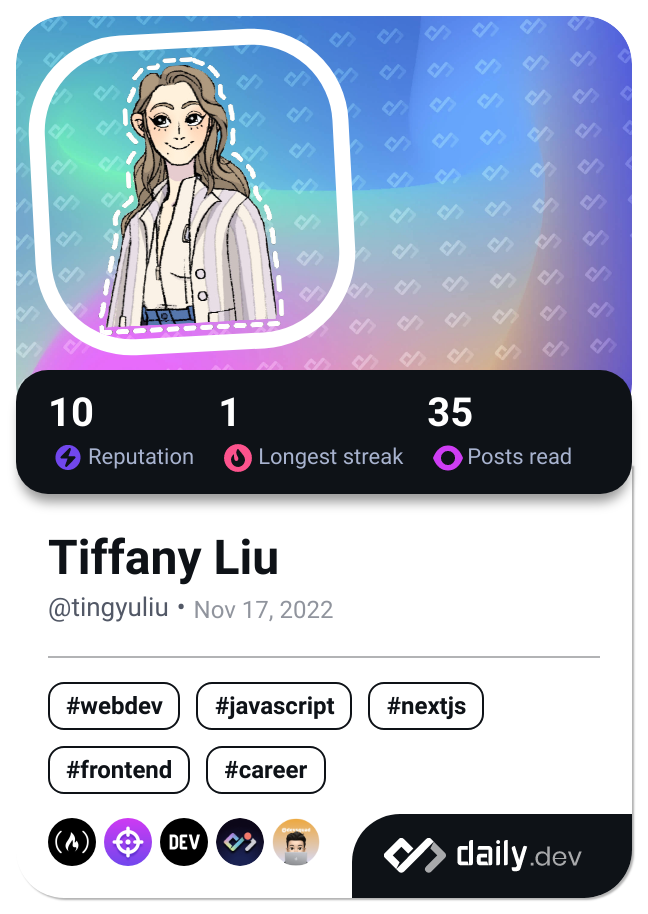 10 1 35
Reputation Longest streak Posts read
Tiffany Liu
@tingyuliu • Nov 17, 2022
#webdev #javascript #nextjs
#frontend #career
DEV
daily.dev